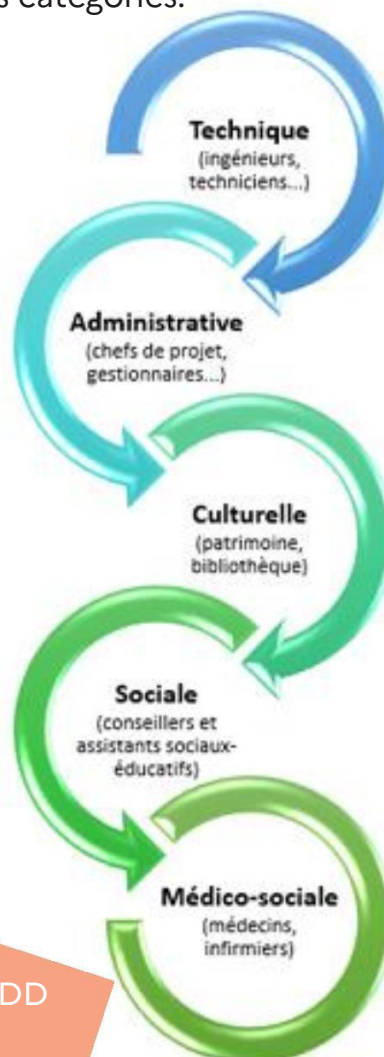 s catégories.
Technique
(ingénieurs,
techniciens...)
Administrative
(chefs de projet,
gestionnaires...)
Culturelle
(patrimoine,
bibliothèque)
Sociale
(conseillers et
assistants sociaux-
éducatifs)
Médico-sociale
(médecins,
infirmiers)
DD